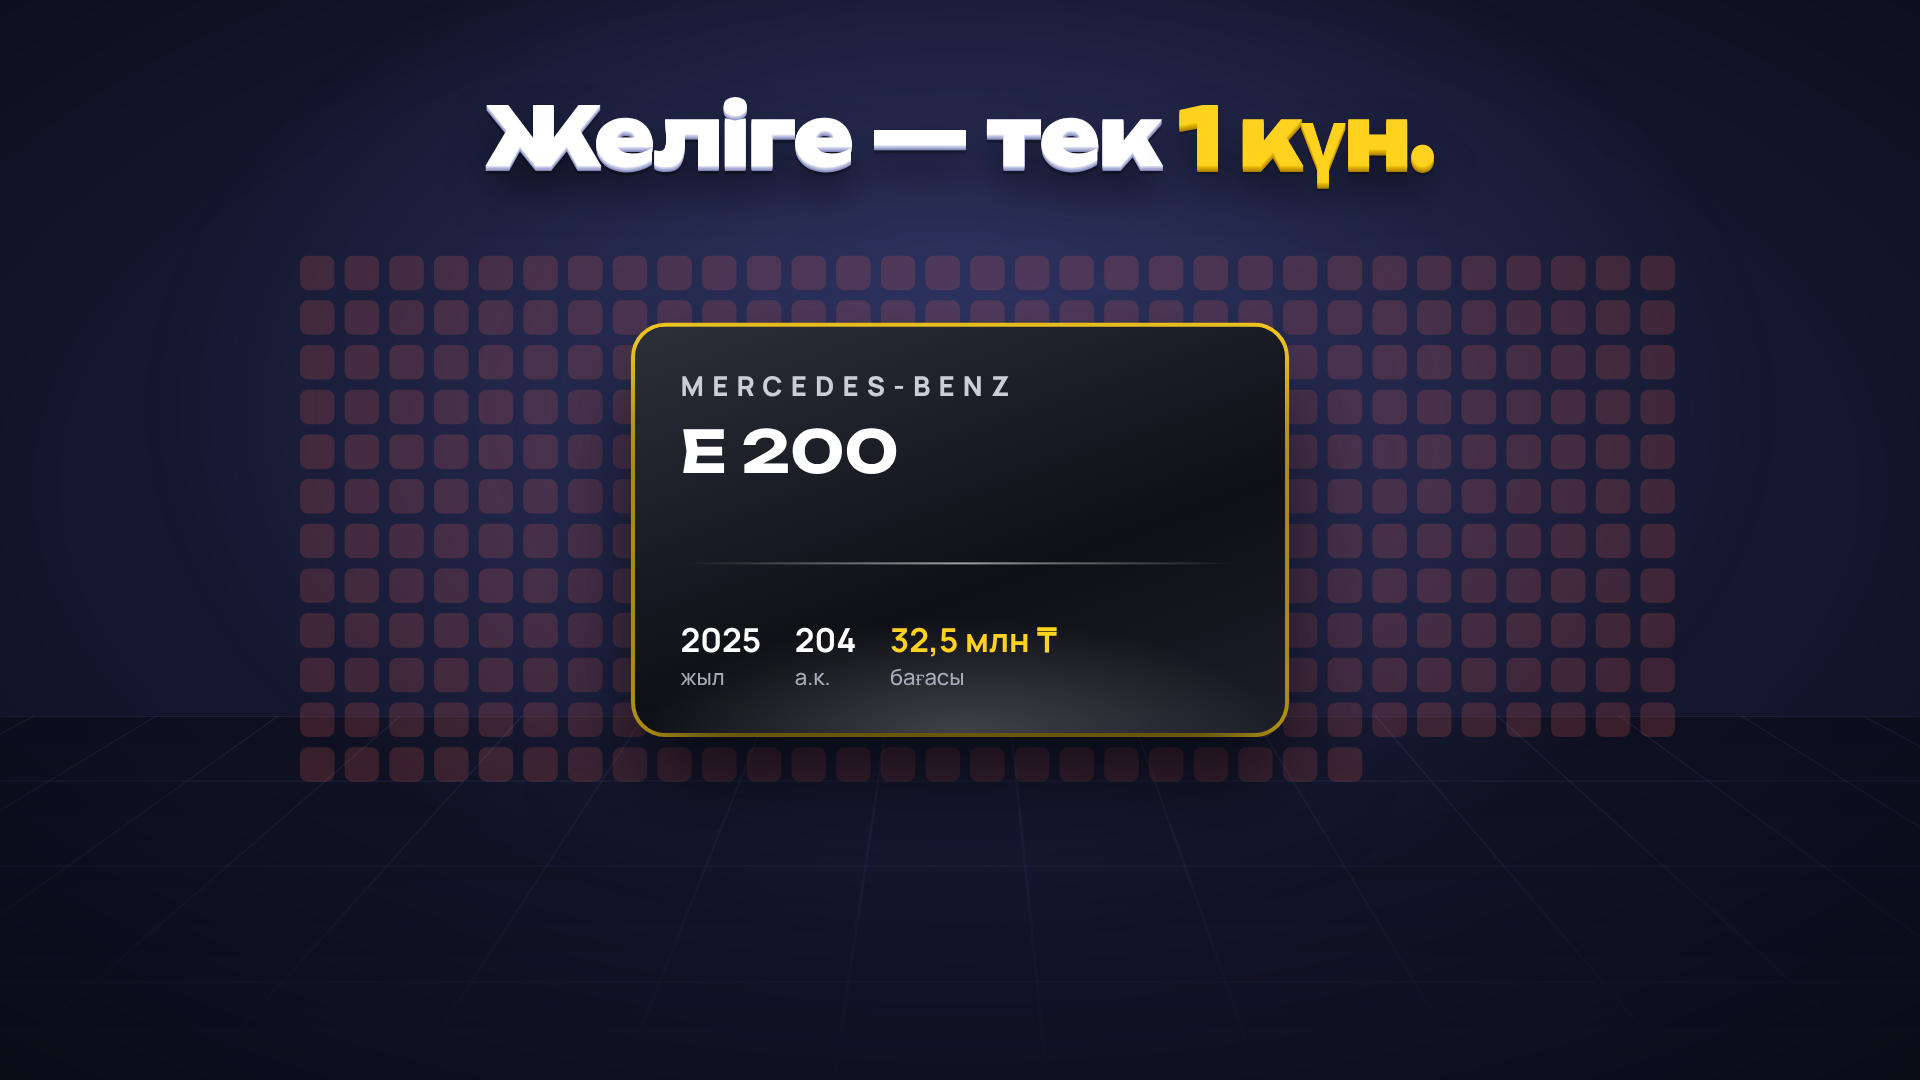 Желіге — тек 1 күн.
MERCEDES-BENZ
E 200
2025 204 32,5 млн ₸
жыл а.к. бағасы